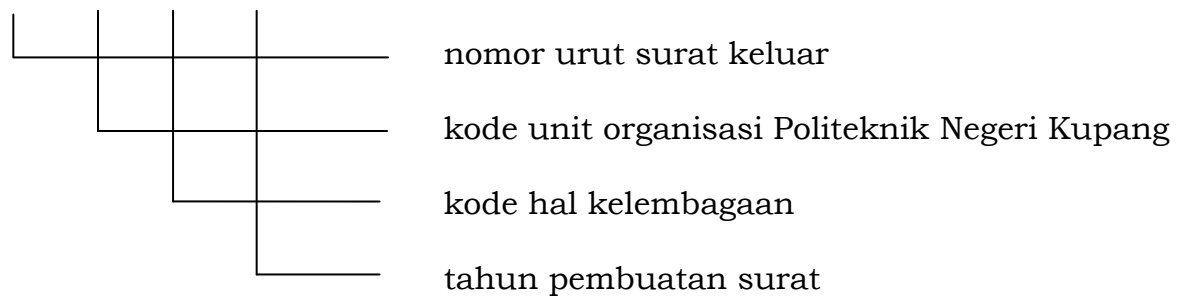 nomor urut surat keluar
kode unit organisasi Politeknik Negeri Kupang
kode hal kelembagaan
tahun pembuatan surat